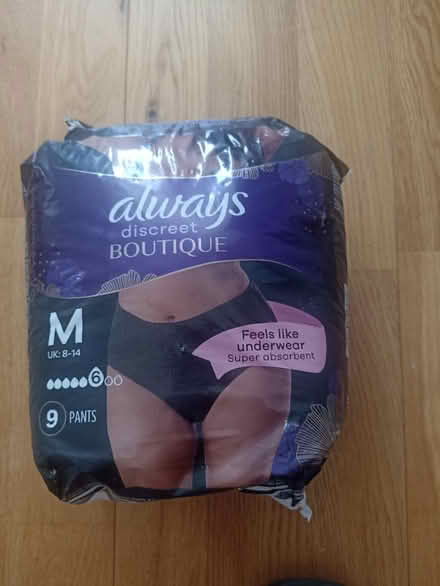 always
discreet
BOUTIQUE
M
UK: 8-14
6
9 PANTS
Feels like
underwear
Super absorbent